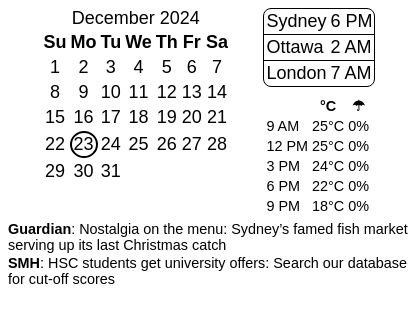 December 2024
Su Mo Tu We Th Fr Sa
1 2 3 4 5 6 7
8 9 10 11 12 13 14
15 16 17 18 19 20 21
22 23 24 25 26 27 28
29 30 31
Sydney 6 PM
Ottawa 2 AM
London 7 AM
°C ☂
9 AM 25°C 0%
12 PM 25°C 0%
3 PM 24°C 0%
6 PM 22°C 0%
9 PM 18°C 0%
Guardian: Nostalgia on the menu: Sydney’s famed fish market
serving up its last Christmas catch
SMH: HSC students get university offers: Search our database
for cut-off scores